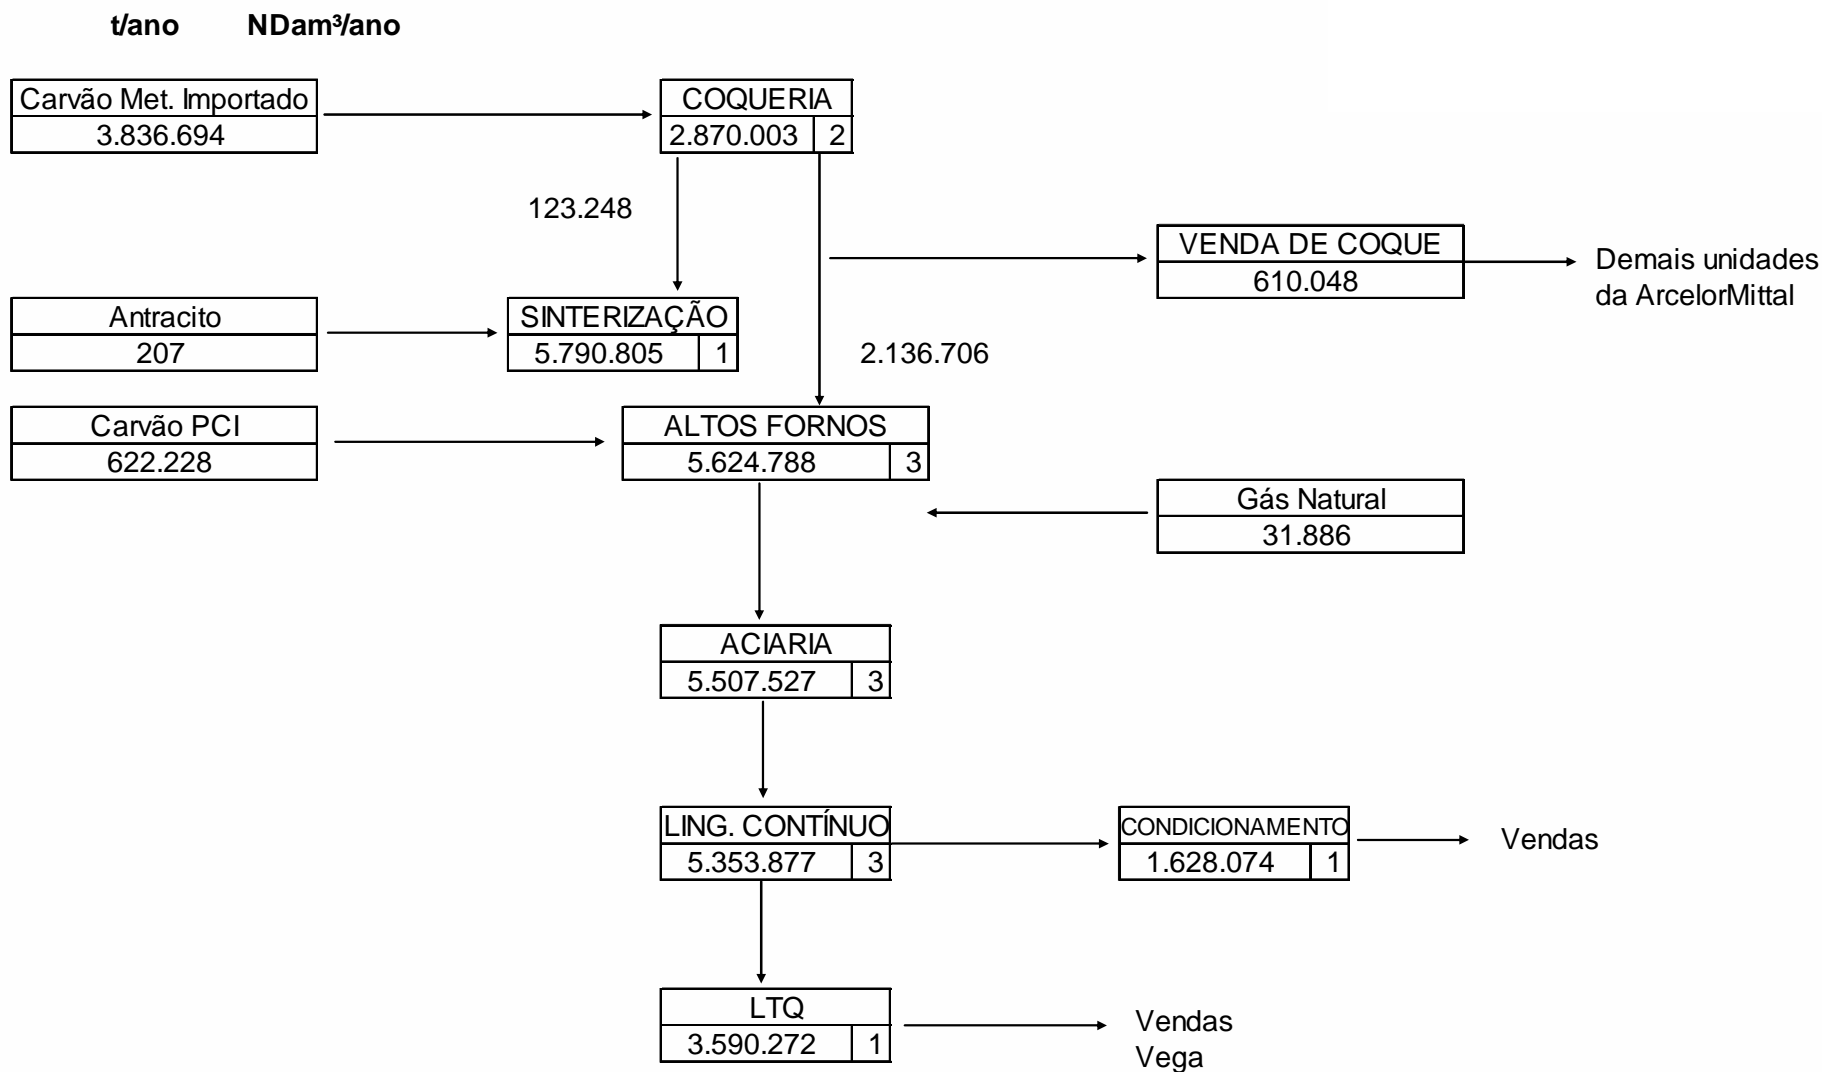 t/ano NDam³/ano
Carvão Met. Importado
3.836.694
COQUERIA
2.870.003 2
123.248
VENDA DE COQUE
610.048
Demais unidades
da ArcelorMittal
Antracito
207
SINTERIZAÇÃO
5.790.805 1
2.136.706
Carvão PCI
622.228
ALTOS FORNOS
5.624.788 3
Gás Natural
31.886
ACIARIA
5.507.527 3
LING. CONTÍNUO
5.353.877 3
CONDICIONAMENTO
1.628.074 1
Vendas
LTQ
3.590.272 1
Vendas
Vega